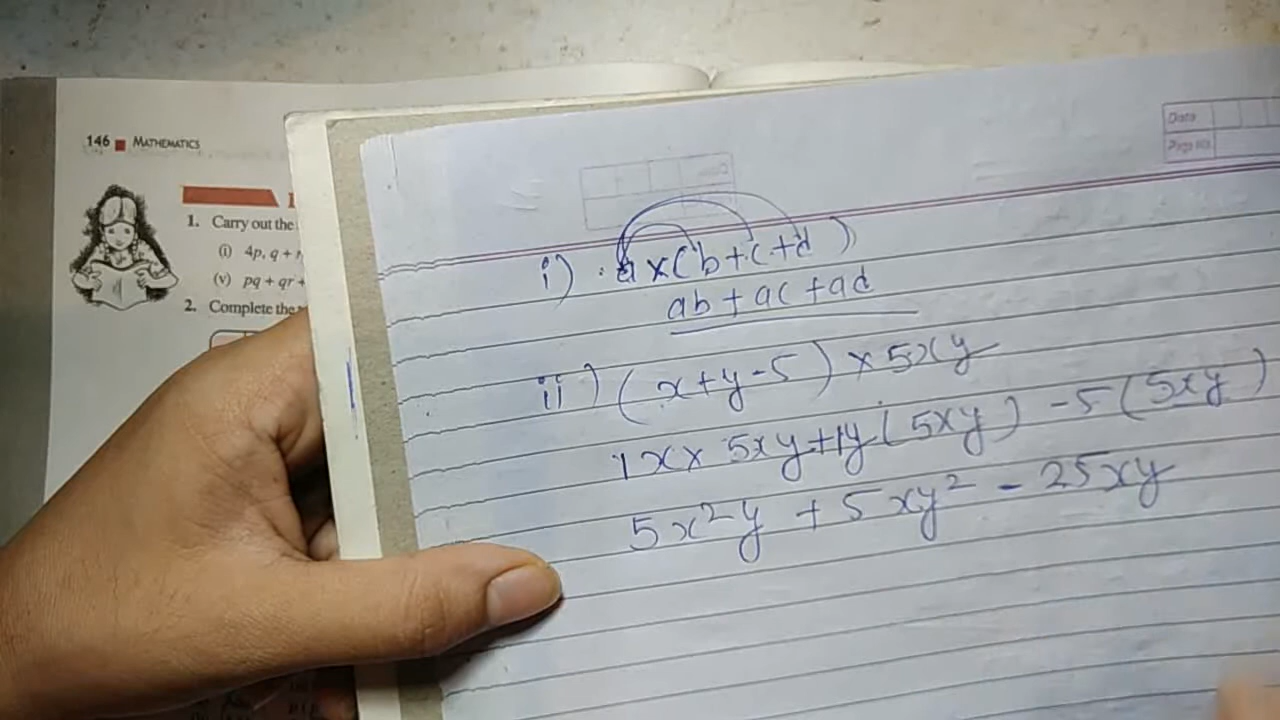 146 ■ MATHEMATICS
1. Carry out the
(i) 4p, q +
(v) pq + qr +
2. Complete the
Date
Page No.
i) a × (b + c + d)
ab + ac + ad
ii) (x + y - 5) × 5xy
1x × 5xy + 1y (5xy) - 5 (5xy)
5x²y + 5xy² - 25xy